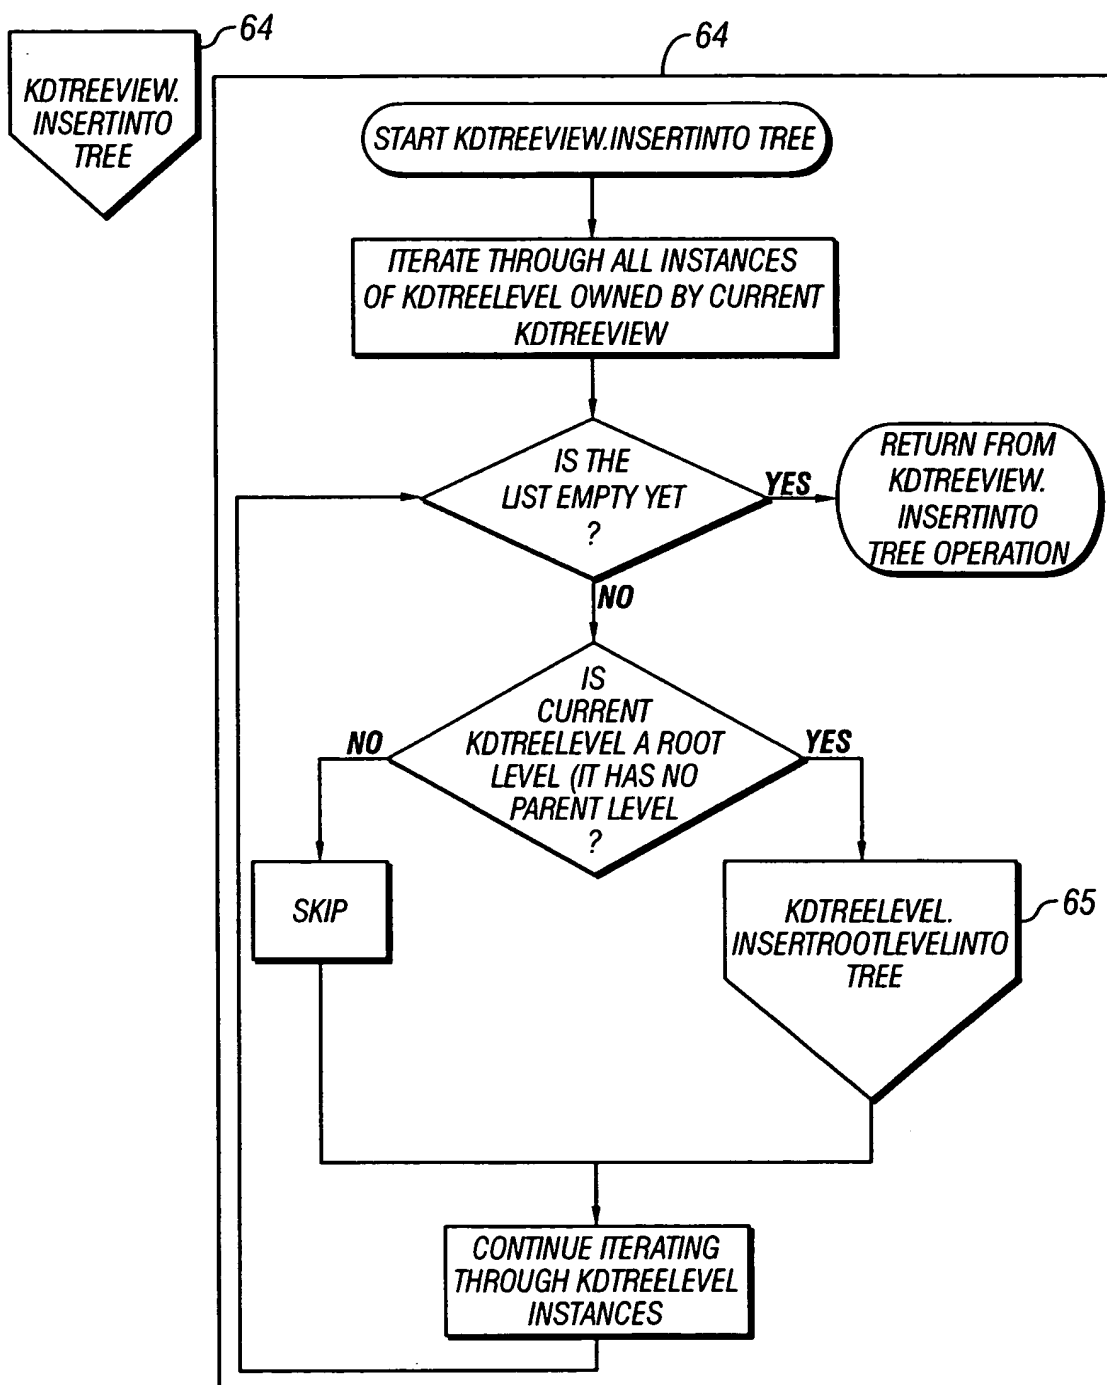 64
KDTREEVIEW.
INSERTINTO
TREE
64
START KDTREEVIEW.INSERTINTO TREE
ITERATE THROUGH ALL INSTANCES
OF KDTREELEVEL OWNED BY CURRENT
KDTREEVIEW
IS THE
LIST EMPTY YET
?
YES
RETURN FROM
KDTREEVIEW.
INSERTINTO
TREE OPERATION
NO
IS
CURRENT
KDTREELEVEL A ROOT
LEVEL (IT HAS NO
PARENT LEVEL
?
NO
YES
SKIP
KDTREELEVEL.
INSERTROOTLEVELINTO
TREE
65
CONTINUE ITERATING
THROUGH KDTREELEVEL
INSTANCES